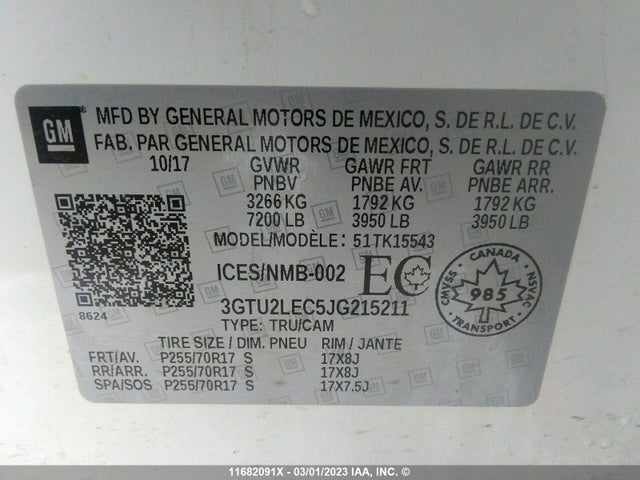 GM
MFD BY GENERAL MOTORS DE MEXICO, S. DE R.L. DE C.V.
FAB. PAR GENERAL MOTORS DE MEXICO, S. DE R.L. DE C.V.
10/17 GVWR GAWR FRT GAWR RR
PNBV PNBE AV. PNBE ARR.
3266 KG 1792 KG 1792 KG
7200 LB 3950 LB 3950 LB
MODEL/MODÈLE: 51TK15543
ICES/NMB-002 EC
CANADA
CMVSS NSVAC
985
TRANSPORT
8624
3GTU2LEC5JG215211
TYPE: TRU/CAM
TIRE SIZE / DIM. PNEU RIM / JANTE
FRT/AV. P255/70R17 S 17X8J
RR/ARR. P255/70R17 S 17X8J
SPA/SOS P255/70R17 S 17X7.5J
11682091X - 03/01/2023 IAA, Inc.